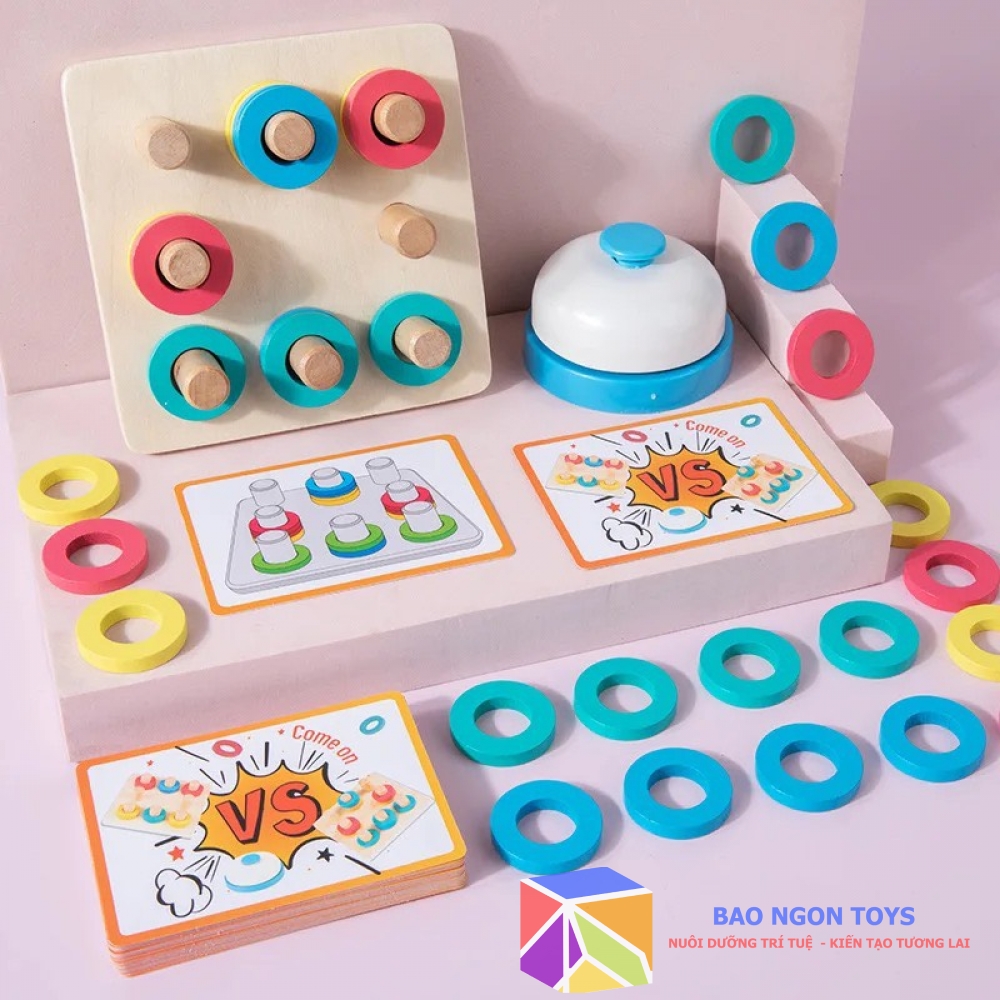 Come on
VS
Come on
VS
BAO NGON TOYS
NUÔI DƯỠNG TRÍ TUỆ - KIẾN TẠO TƯƠNG LAI